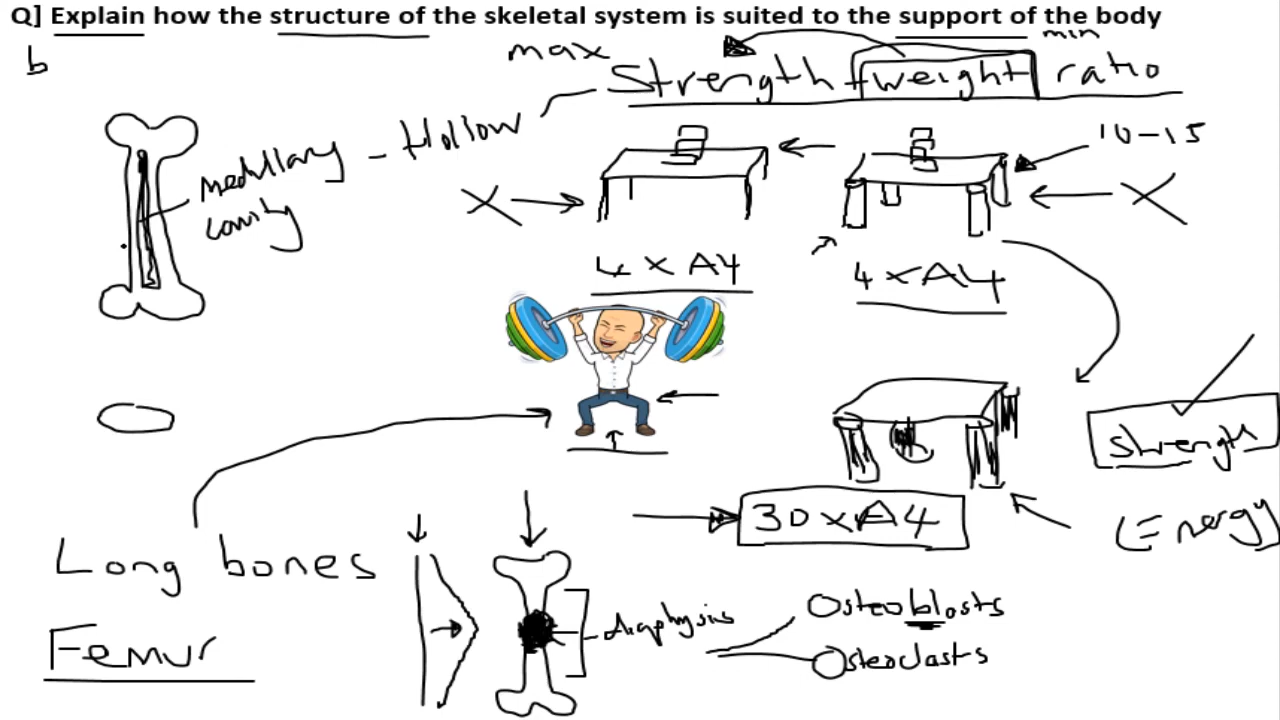 Q] Explain how the structure of the skeletal system is suited to the support of the body
b
max
min
Strength + weight ratio
Hollow
medullary
cavity
10-15
X
X
4 x A4
4 x A4
Strength
30 x A4
Energy
Long bones
Femur
diaphysis
Osteoblasts
Osteoclasts